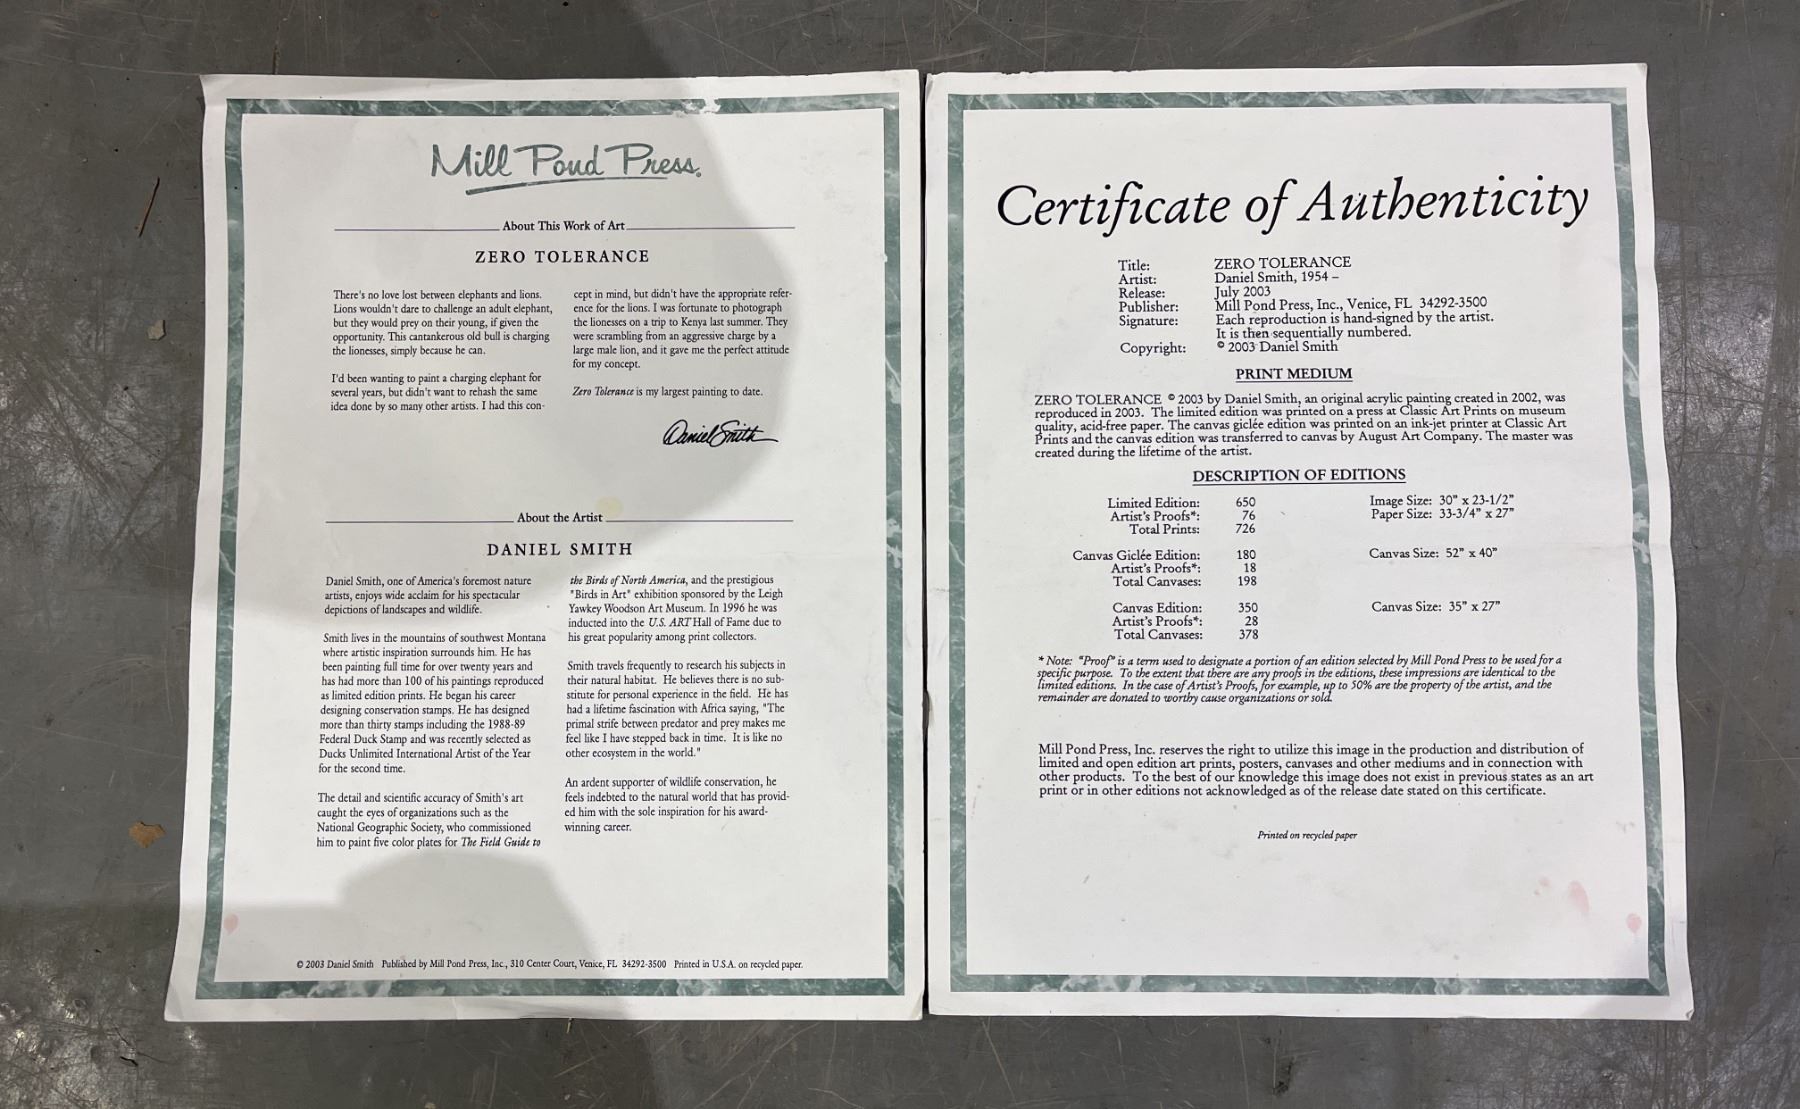 Mill Pond Press.
About This Work of Art
ZERO TOLERANCE
There's no love lost between elephants and lions.
Lions wouldn't dare to challenge an adult elephant,
but they would prey on their young, if given the
opportunity. This cantankerous old bull is charging
the lionesses, simply because he can.
I'd been wanting to paint a charging elephant for
several years, but didn't want to rehash the same
idea done by so many other artists. I had this con-
cept in mind, but didn't have the appropriate refer-
ence for the lions. I was fortunate to photograph
the lionesses on a trip to Kenya last summer. They
were scrambling from an aggressive charge by a
large male lion, and it gave me the perfect attitude
for my concept.
Zero Tolerance is my largest painting to date.
Daniel Smith
About the Artist
DANIEL SMITH
Daniel Smith, one of America's foremost nature
artists, enjoys wide acclaim for his spectacular
depictions of landscapes and wildlife.
Smith lives in the mountains of southwest Montana
where artistic inspiration surrounds him. He has
been painting full time for over twenty years and
has had more than 100 of his paintings reproduced
as limited edition prints. He began his career
designing conservation stamps. He has designed
more than thirty stamps including the 1988-89
Federal Duck Stamp and was recently selected as
Ducks Unlimited International Artist of the Year
for the second time.
The detail and scientific accuracy of Smith's art
caught the eyes of organizations such as the
National Geographic Society, who commissioned
him to paint five color plates for The Field Guide to
the Birds of North America, and the prestigious
"Birds in Art" exhibition sponsored by the Leigh
Yawkey Woodson Art Museum. In 1996 he was
inducted into the U.S. ART Hall of Fame due to
his great popularity among print collectors.
Smith travels frequently to research his subjects in
their natural habitat. He believes there is no sub-
stitute for personal experience in the field. He has
had a lifetime fascination with Africa saying, "The
primal strife between predator and prey makes me
feel like I have stepped back in time. It is like no
other ecosystem in the world."
An ardent supporter of wildlife conservation, he
feels indebted to the natural world that has provid-
ed him with the sole inspiration for his award-
winning career.
© 2003 Daniel Smith Published by Mill Pond Press, Inc., 310 Center Court, Venice, FL 34292-3500 Printed in U.S.A. on recycled paper.
Certificate of Authenticity
Title: ZERO TOLERANCE
Artist: Daniel Smith, 1954 –
Release: July 2003
Publisher: Mill Pond Press, Inc., Venice, FL 34292-3500
Signature: Each reproduction is hand-signed by the artist.
It is then sequentially numbered.
Copyright: © 2003 Daniel Smith
PRINT MEDIUM
ZERO TOLERANCE © 2003 by Daniel Smith, an original acrylic painting created in 2002, was
reproduced in 2003. The limited edition was printed on a press at Classic Art Prints on museum
quality, acid-free paper. The canvas giclée edition was printed on an ink-jet printer at Classic Art
Prints and the canvas edition was transferred to canvas by August Art Company. The master was
created during the lifetime of the artist.
DESCRIPTION OF EDITIONS
Limited Edition: 650 Image Size: 30" x 23-1/2"
Artist's Proofs*: 76 Paper Size: 33-3/4" x 27"
Total Prints: 726
Canvas Giclée Edition: 180 Canvas Size: 52" x 40"
Artist's Proofs*: 18
Total Canvases: 198
Canvas Edition: 350 Canvas Size: 35" x 27"
Artist's Proofs*: 28
Total Canvases: 378
* Note: "Proof" is a term used to designate a portion of an edition selected by Mill Pond Press to be used for a
specific purpose. To the extent that there are any proofs in the editions, these impressions are identical to the
limited editions. In the case of Artist's Proofs, for example, up to 50% are the property of the artist, and the
remainder are donated to worthy cause organizations or sold.
Mill Pond Press, Inc. reserves the right to utilize this image in the production and distribution of
limited and open edition art prints, posters, canvases and other mediums and in connection with
other products. To the best of our knowledge this image does not exist in previous states as an art
print or in other editions not acknowledged as of the release date stated on this certificate.
Printed on recycled paper